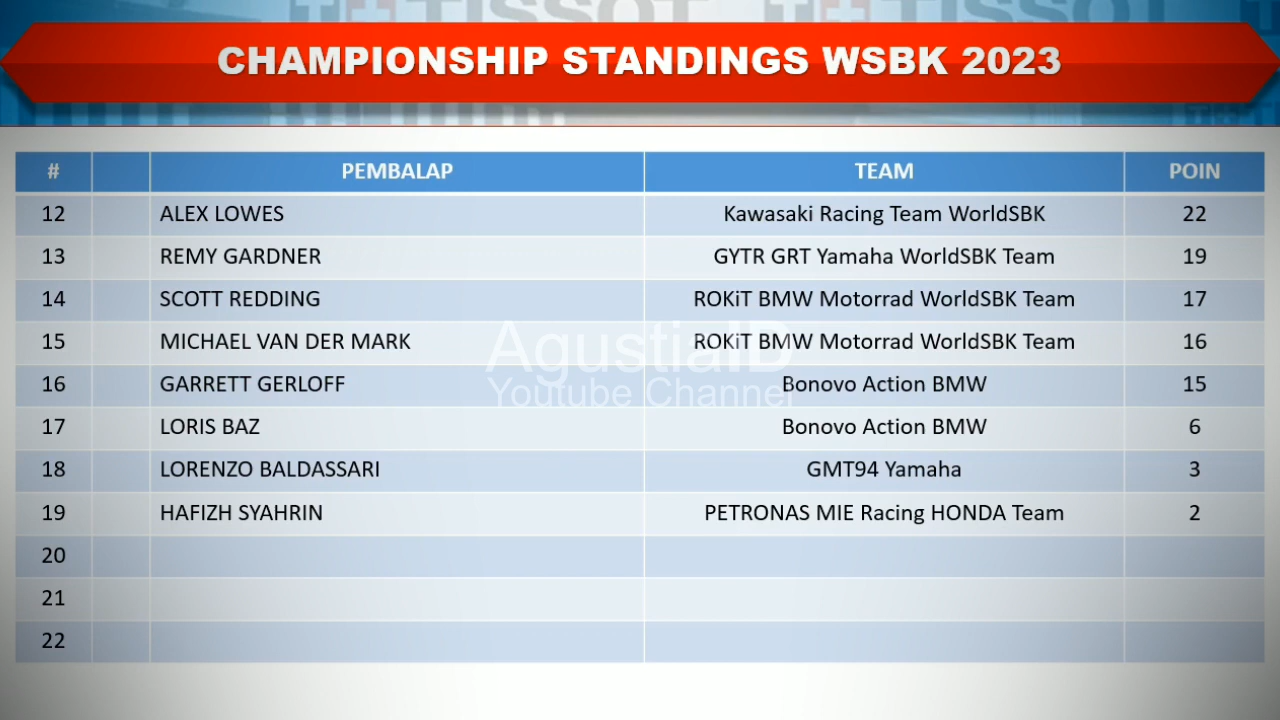 TISSOT TISSOT
CHAMPIONSHIP STANDINGS WSBK 2023
# PEMBALAP TEAM POIN
12 ALEX LOWES Kawasaki Racing Team WorldSBK 22
13 REMY GARDNER GYTR GRT Yamaha WorldSBK Team 19
14 SCOTT REDDING ROKiT BMW Motorrad WorldSBK Team 17
15 MICHAEL VAN DER MARK ROKiT BMW Motorrad WorldSBK Team 16
AgustiaID
16 GARRETT GERLOFF Bonovo Action BMW 15
Youtube Channel
17 LORIS BAZ Bonovo Action BMW 6
18 LORENZO BALDASSARI GMT94 Yamaha 3
19 HAFIZH SYAHRIN PETRONAS MIE Racing HONDA Team 2
20
21
22